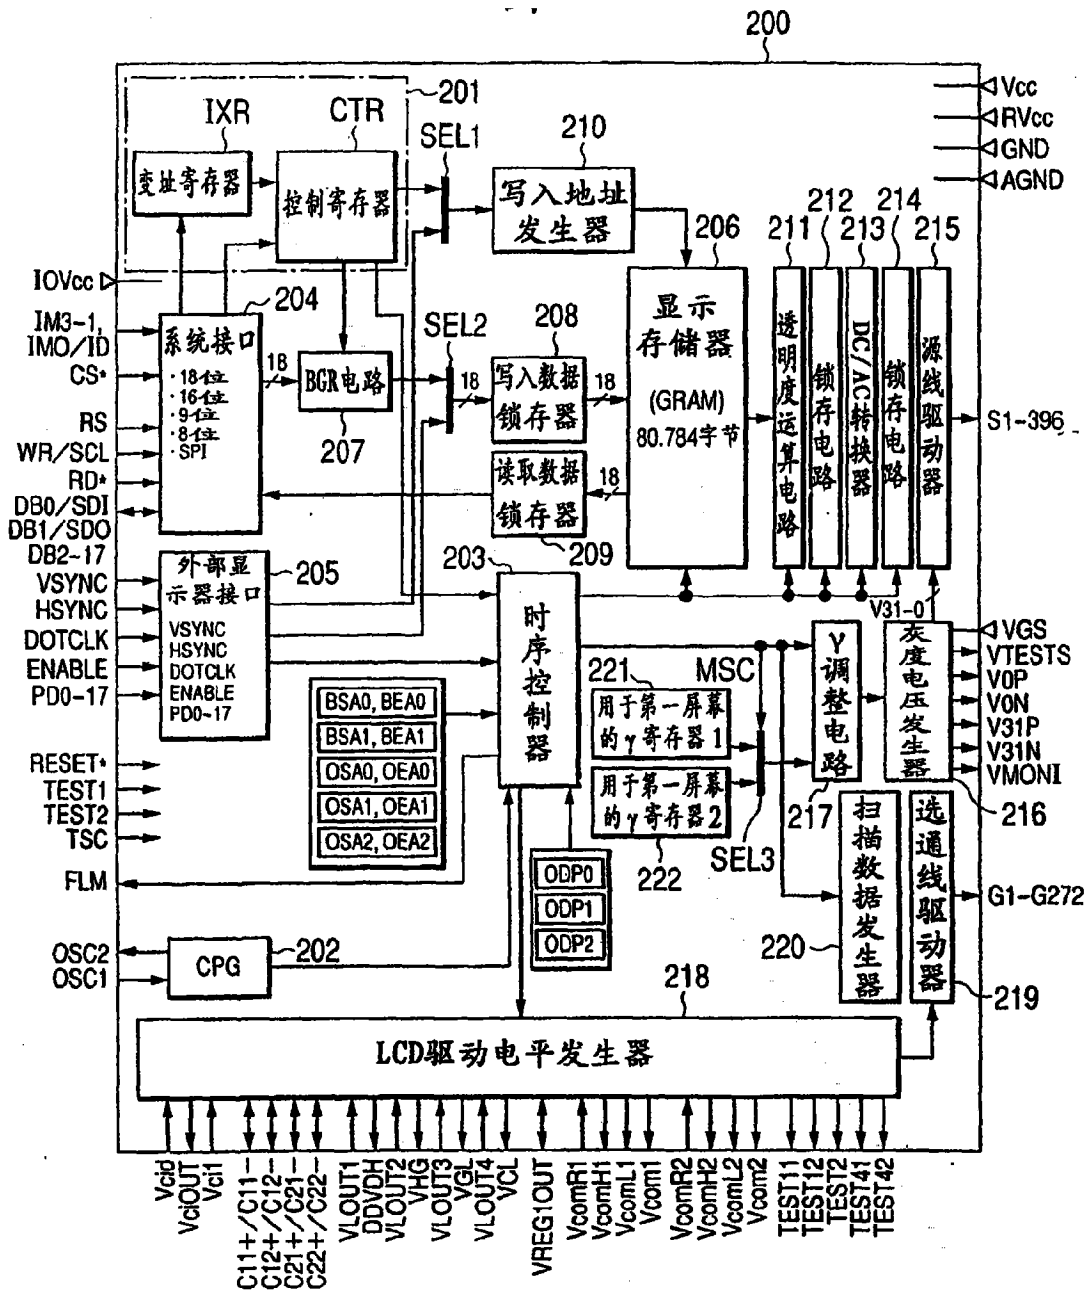 200
201
IXR
CTR
变址寄存器
控制寄存器
SEL1
210
写入地址
发生器
Vcc
RVcc
GND
AGND
IOVcc
IM3-1,
IMO/ID
CS*
RS
WR/SCL
RD*
DB0/SDI
DB1/SDO
DB2-17
204
系统接口
·18位
·16位
·9位
·8位
·SPI
18
BGR电路
207
SEL2
18
208
写入数据
锁存器
18
读取数据
锁存器
209
18
206
显示
存储器
(GRAM)
80.784字节
211
透明度运算电路
212
锁存电路
213
DC/AC转换器
214
锁存电路
215
源线驱动器
S1-396
VSYNC
HSYNC
DOTCLK
ENABLE
PD0-17
205
外部显
示器接口
VSYNC
HSYNC
DOTCLK
ENABLE
PD0-17
203
时序控制器
BSA0, BEA0
BSA1, BEA1
OSA0, OEA0
OSA1, OEA1
OSA2, OEA2
221
用于第一屏幕
的γ寄存器1
用于第一屏幕
的γ寄存器2
222
MSC
SEL3
γ调整电路
217
V31-0
灰度电压发生器
216
VGS
VTESTS
V0P
V0N
V31P
V31N
VMONI
RESET*
TEST1
TEST2
TSC
FLM
ODP0
ODP1
ODP2
扫描数据发生器
220
选通线驱动器
219
G1-G272
OSC2
OSC1
CPG
202
218
LCD驱动电平发生器
Vcid
VciOUT
Vci1
C11+/C11-
C12+/C12-
C21+/C21-
C22+/C22-
VLOUT1
DDVDH
VLOUT2
VHG
VLOUT3
VGL
VLOUT4
VCL
VREG1OUT
VcomR1
VcomH1
VcomL1
Vcom1
VcomR2
VcomH2
VcomL2
Vcom2
TEST11
TEST12
TEST2
TEST41
TEST42